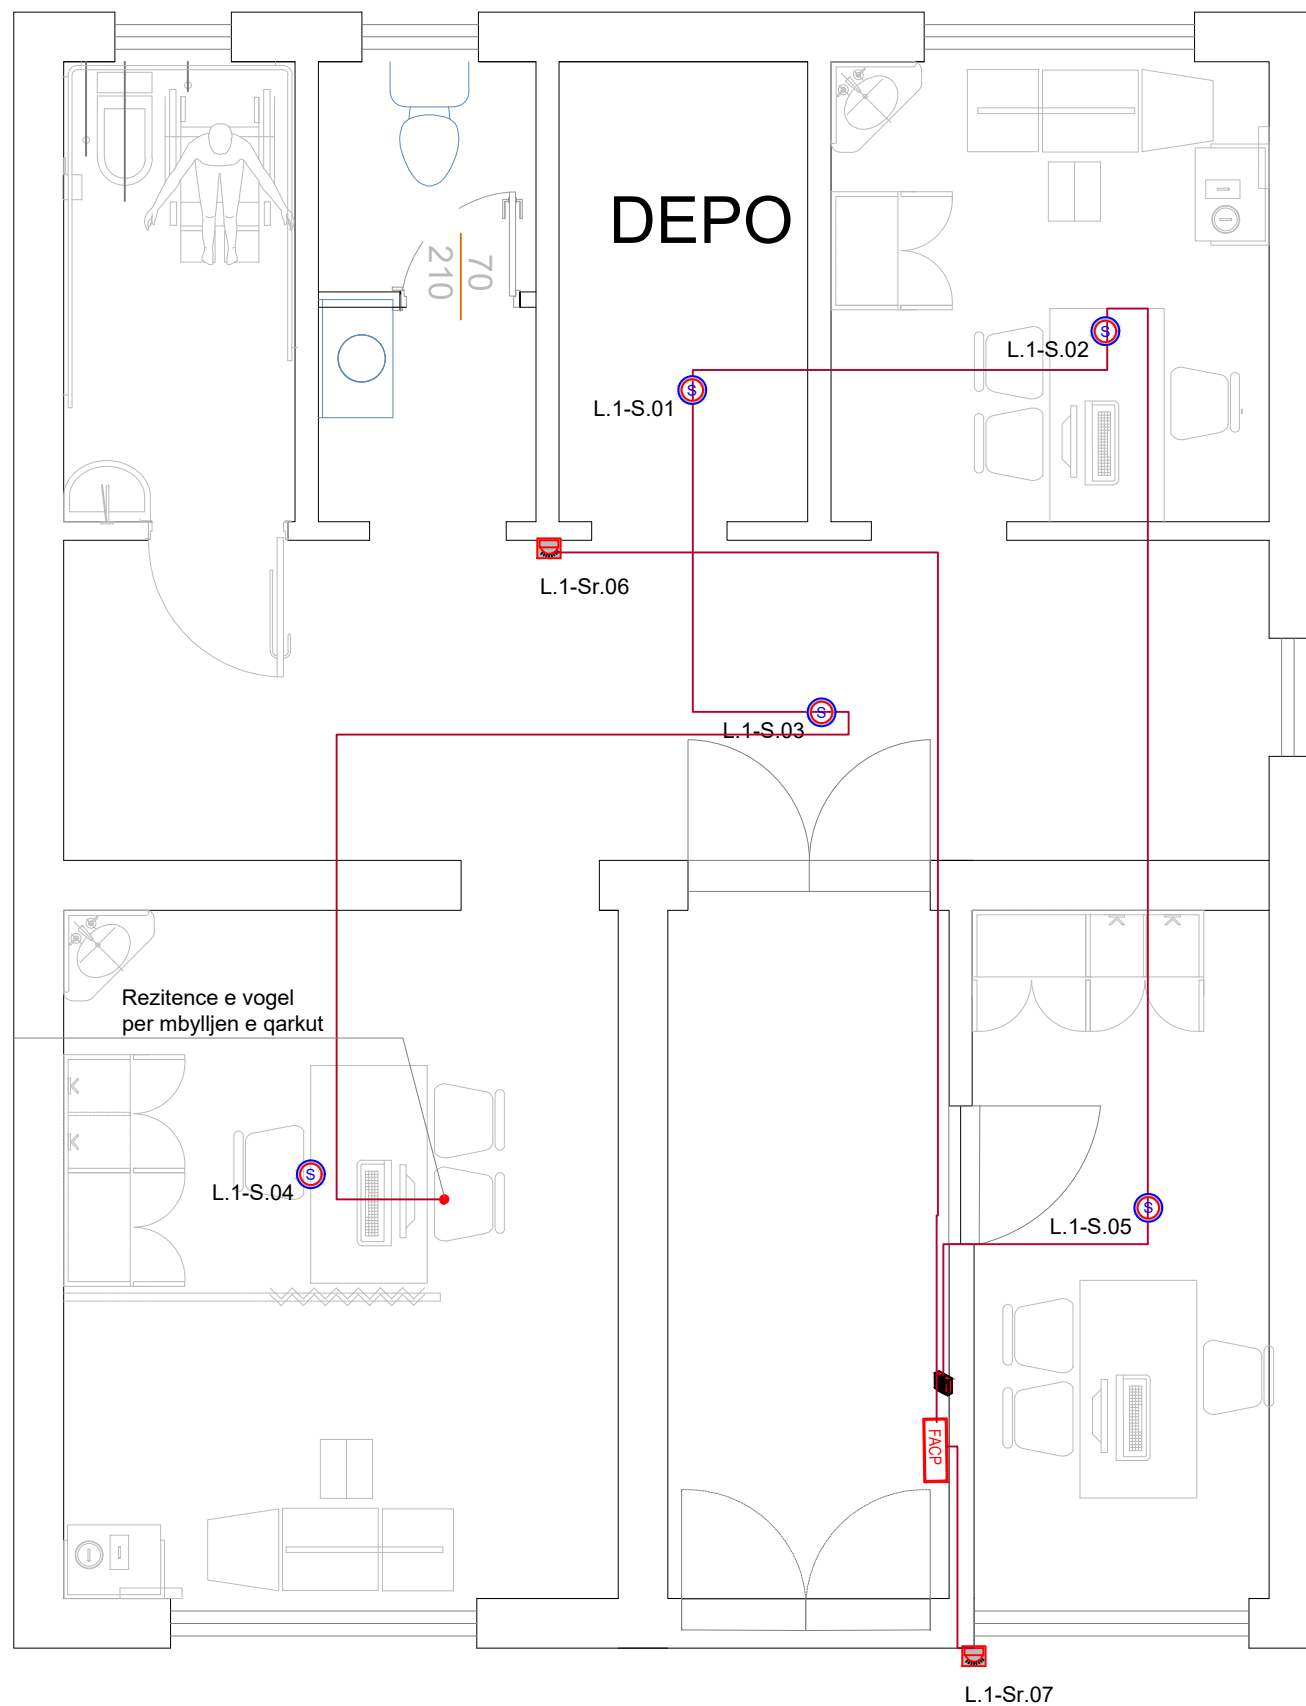 DEPO
70
210
S
L.1-S.02
S
L.1-S.01
L.1-Sr.06
S
L.1-S.03
Rezitence e vogel
per mbylljen e qarkut
S
L.1-S.04
S
L.1-S.05
FACP
L.1-Sr.07